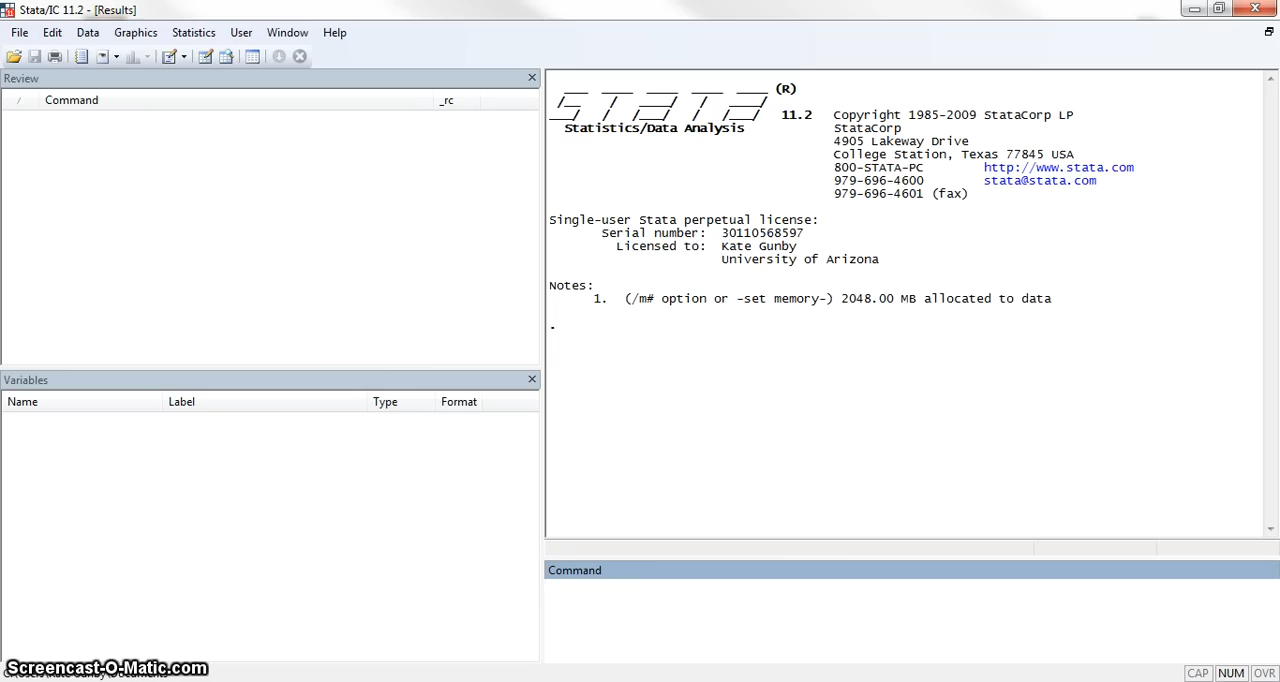 Stata/IC 11.2 - [Results]
File Edit Data Graphics Statistics User Window Help
Review
/ Command _rc
Variables
Name Label Type Format
(R)
Statistics/Data Analysis
11.2 Copyright 1985-2009 StataCorp LP
StataCorp
4905 Lakeway Drive
College Station, Texas 77845 USA
800-STATA-PC http://www.stata.com
979-696-4600 stata@stata.com
979-696-4601 (fax)
Single-user Stata perpetual license:
Serial number: 30110568597
Licensed to: Kate Gunby
University of Arizona
Notes:
1. (/m# option or -set memory-) 2048.00 MB allocated to data
.
Command
Screencast-O-Matic.com
CAP NUM OVR